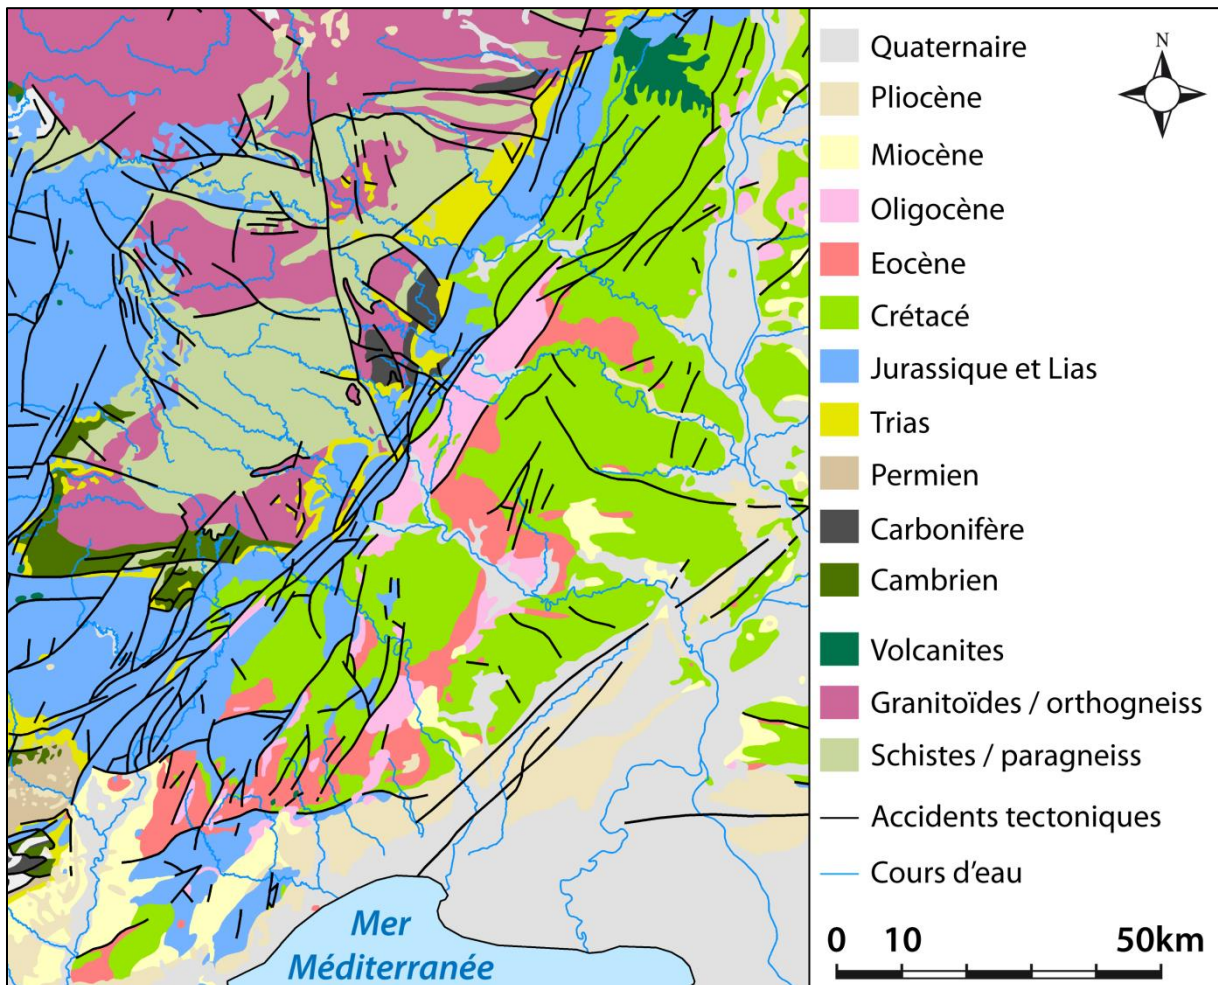 Quaternaire
N
Pliocène
Miocène
Oligocène
Eocène
Crétacé
Jurassique et Lias
Trias
Permien
Carbonifère
Cambrien
Volcanites
Granitoïdes / orthogneiss
Schistes / paragneiss
Accidents tectoniques
Cours d'eau
0 10 50km
Mer
Méditerranée